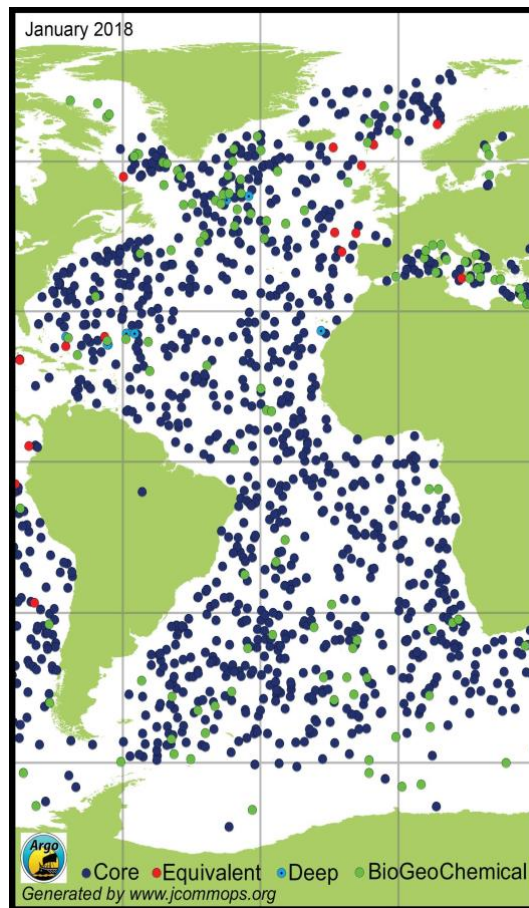 January 2018
Argo
Core Equivalent Deep BioGeoChemical
Generated by www.jcommops.org